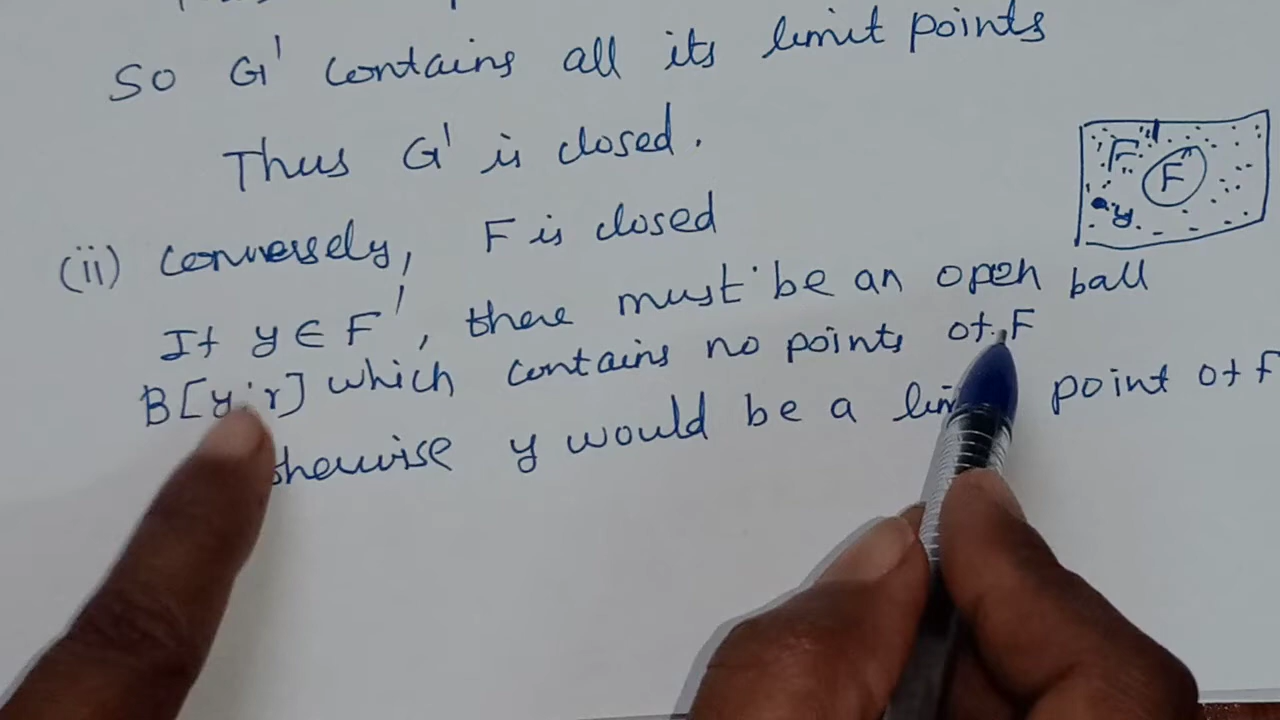 So G' contains all its limit points
Thus G' is closed.
(ii) Conversely, F is closed
If y ∈ F', there must be an open ball
B[y;r] which contains no points of F
otherwise y would be a limit point of F
F'
F
y